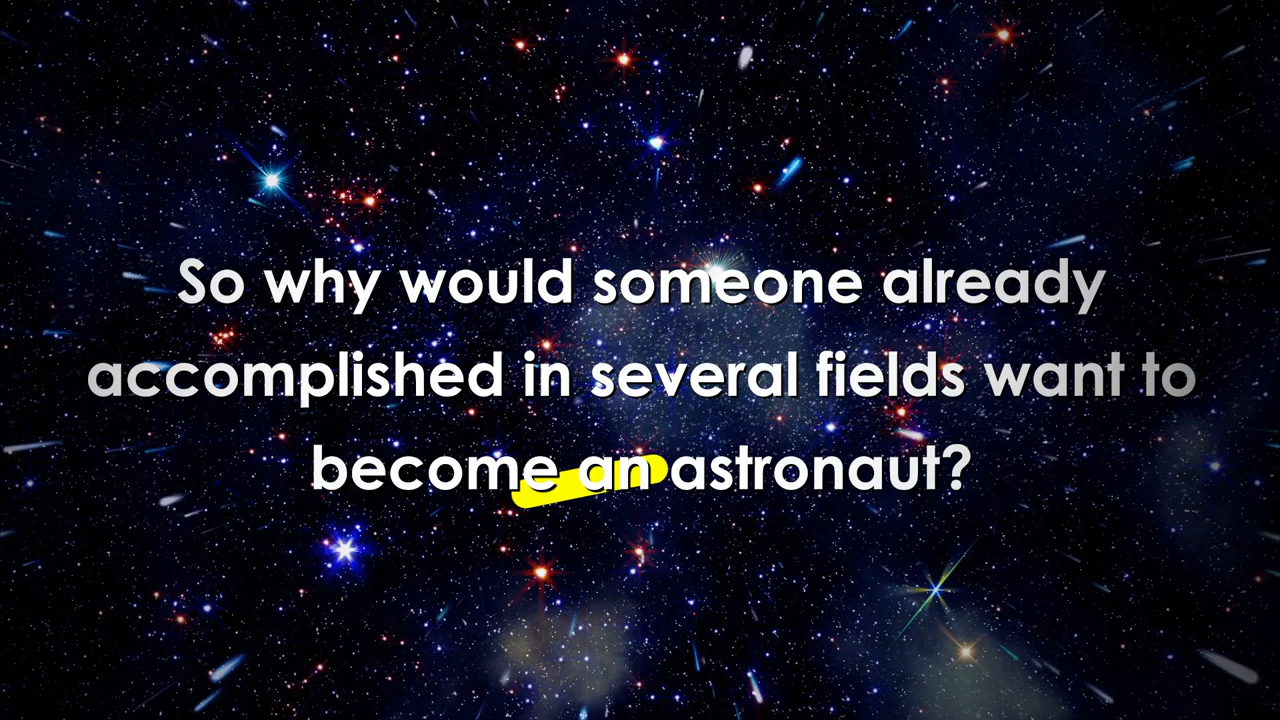 So why would someone already
accomplished in several fields want to
become an astronaut?